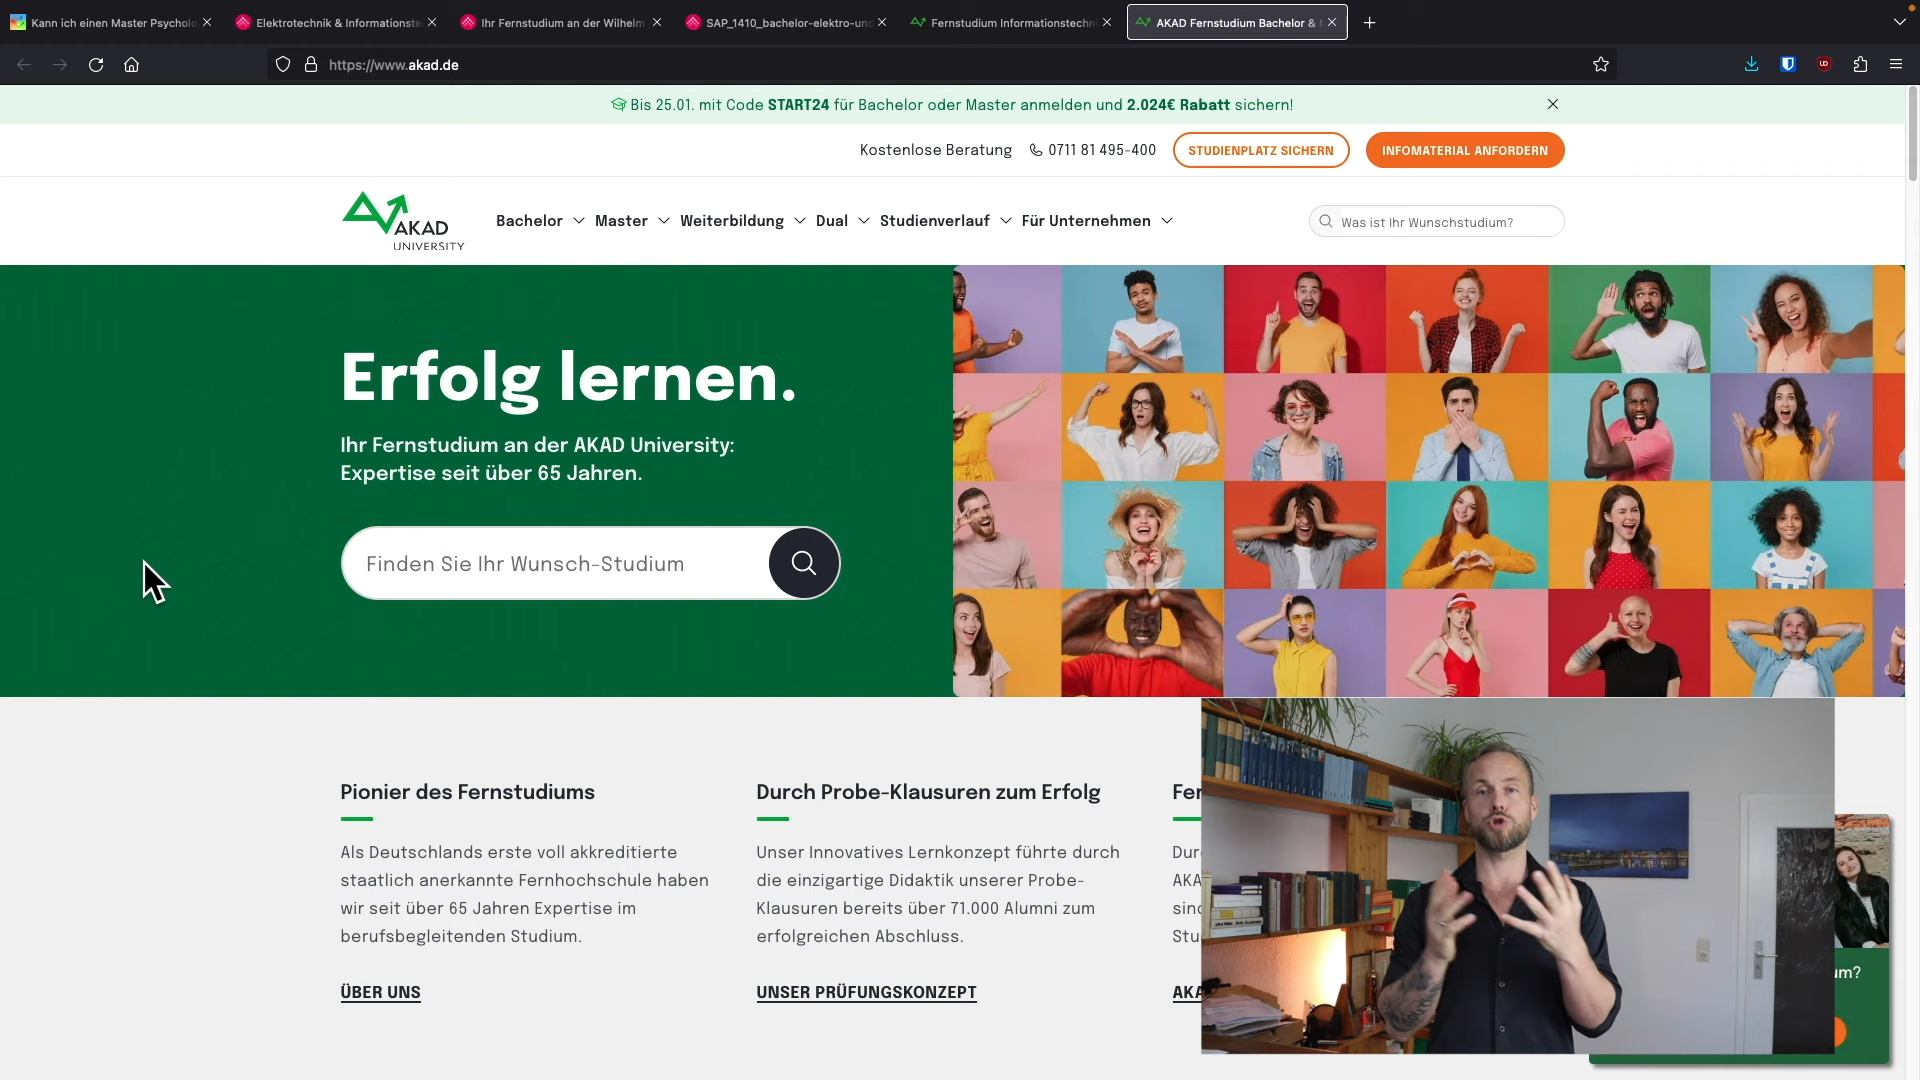 Kann ich einen Master Psycholo
Elektrotechnik & Informationste
Ihr Fernstudium an der Wilhelm
SAP_1410_bachelor-elektro-und
Fernstudium Informationstechn
AKAD Fernstudium Bachelor &
https://www.akad.de
Bis 25.01. mit Code START24 für Bachelor oder Master anmelden und 2.024€ Rabatt sichern!
Kostenlose Beratung 0711 81 495-400 STUDIENPLATZ SICHERN INFOMATERIAL ANFORDERN
AKAD
UNIVERSITY
Bachelor Master Weiterbildung Dual Studienverlauf Für Unternehmen
Was ist Ihr Wunschstudium?
Erfolg lernen.
Ihr Fernstudium an der AKAD University:
Expertise seit über 65 Jahren.
Finden Sie Ihr Wunsch-Studium
Pionier des Fernstudiums
Als Deutschlands erste voll akkreditierte
staatlich anerkannte Fernhochschule haben
wir seit über 65 Jahren Expertise im
berufsbegleitenden Studium.
ÜBER UNS
Durch Probe-Klausuren zum Erfolg
Unser Innovatives Lernkonzept führte durch
die einzigartige Didaktik unserer Probe-
Klausuren bereits über 71.000 Alumni zum
erfolgreichen Abschluss.
UNSER PRÜFUNGSKONZEPT
Fer
Dur
AKA
sind
Stu
AKA
um?